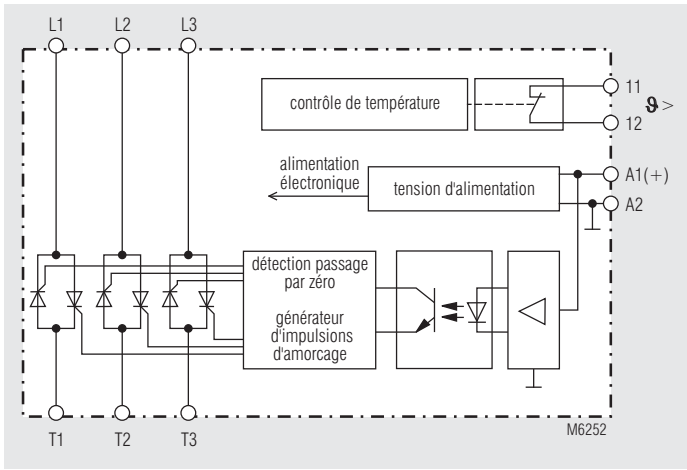 L1
L2
L3
contrôle de température
11
ϑ>
12
alimentation
électronique
tension d'alimentation
A1(+)
A2
détection passage
par zéro
générateur
d'impulsions
d'amorcage
T1
T2
T3
M6252